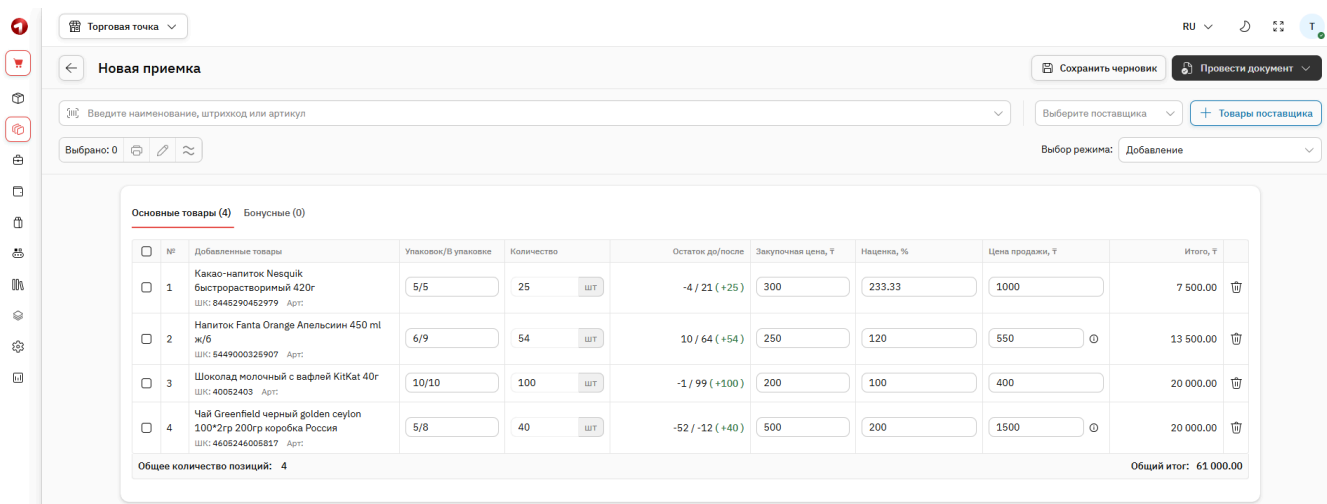 Торговая точка
RU
T
Новая приемка
Сохранить черновик
Провести документ
Введите наименование, штрихкод или артикул
Выберите поставщика
Товары поставщика
Выбрано: 0
Выбор режима:
Добавление
Основные товары (4) Бонусные (0)
№ Добавленные товары Упаковок/В упаковке Количество Остаток до/после Закупочная цена, ₸ Наценка, % Цена продажи, ₸ Итого, ₸
Какао-напиток Nesquik
1 быстрорастворимый 420г 5/5 25 шт -4 / 21 ( +25 ) 300 233.33 1000 7 500.00
ШК: 8445290452979 Арт:
Напиток Fanta Orange Апельсиин 450 ml
2 ж/б 6/9 54 шт 10 / 64 ( +54 ) 250 120 550 13 500.00
ШК: 5449000325907 Арт:
Шоколад молочный с вафлей KitKat 40г
3 10/10 100 шт -1 / 99 ( +100 ) 200 100 400 20 000.00
ШК: 40052403 Арт:
Чай Greenfield черный golden ceylon
4 100*2гр 200гр коробка Россия 5/8 40 шт -52 / -12 ( +40 ) 500 200 1500 20 000.00
ШК: 4605246005817 Арт:
Общее количество позиций: 4 Общий итог: 61 000.00